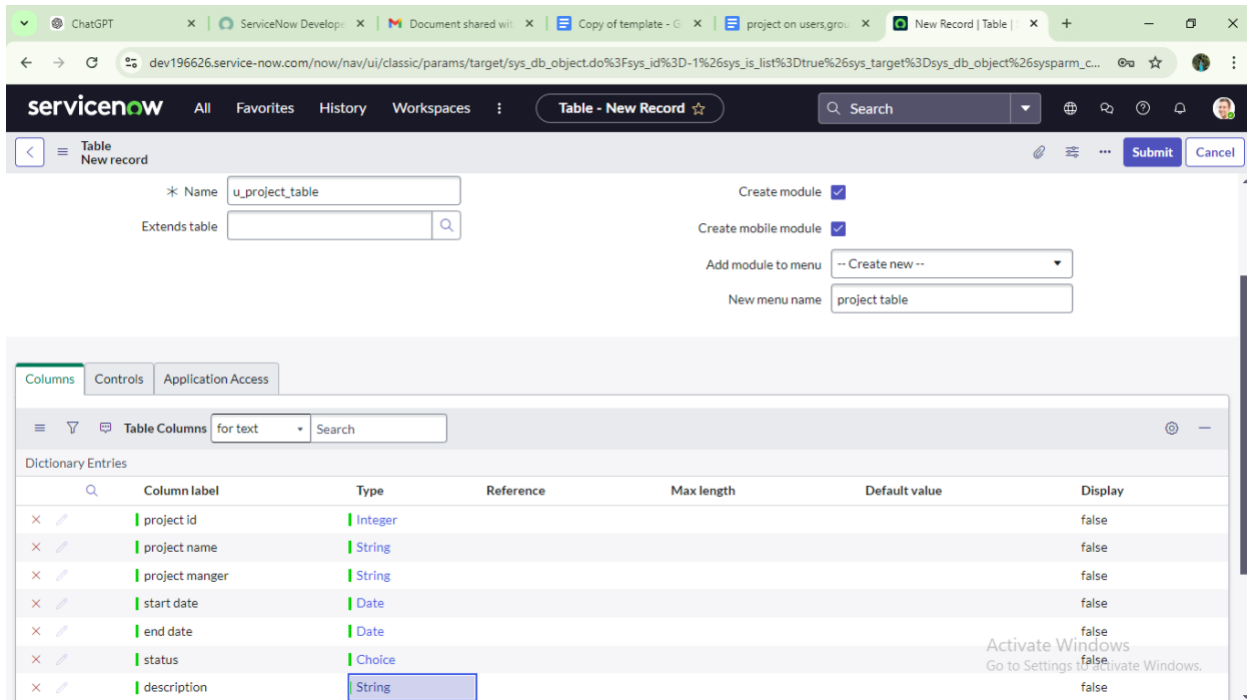 ChatGPT
ServiceNow Develope
Document shared wit
Copy of template - G
project on users,grou
New Record | Table | S
dev196626.service-now.com/now/nav/ui/classic/params/target/sys_db_object.do%3Fsys_id%3D-1%26sys_is_list%3Dtrue%26sys_target%3Dsys_db_object%26sysparm_c...
servicenow All Favorites History Workspaces Table - New Record Search
Table
New record
Submit Cancel
Name u_project_table Create module
Extends table Create mobile module
Add module to menu -- Create new --
New menu name project table
Columns Controls Application Access
Table Columns for text Search
Dictionary Entries
Column label Type Reference Max length Default value Display
project id Integer false
project name String false
project manger String false
start date Date false
end date Date false
status Choice false
description String false
Activate Windows
Go to Settings to activate Windows.